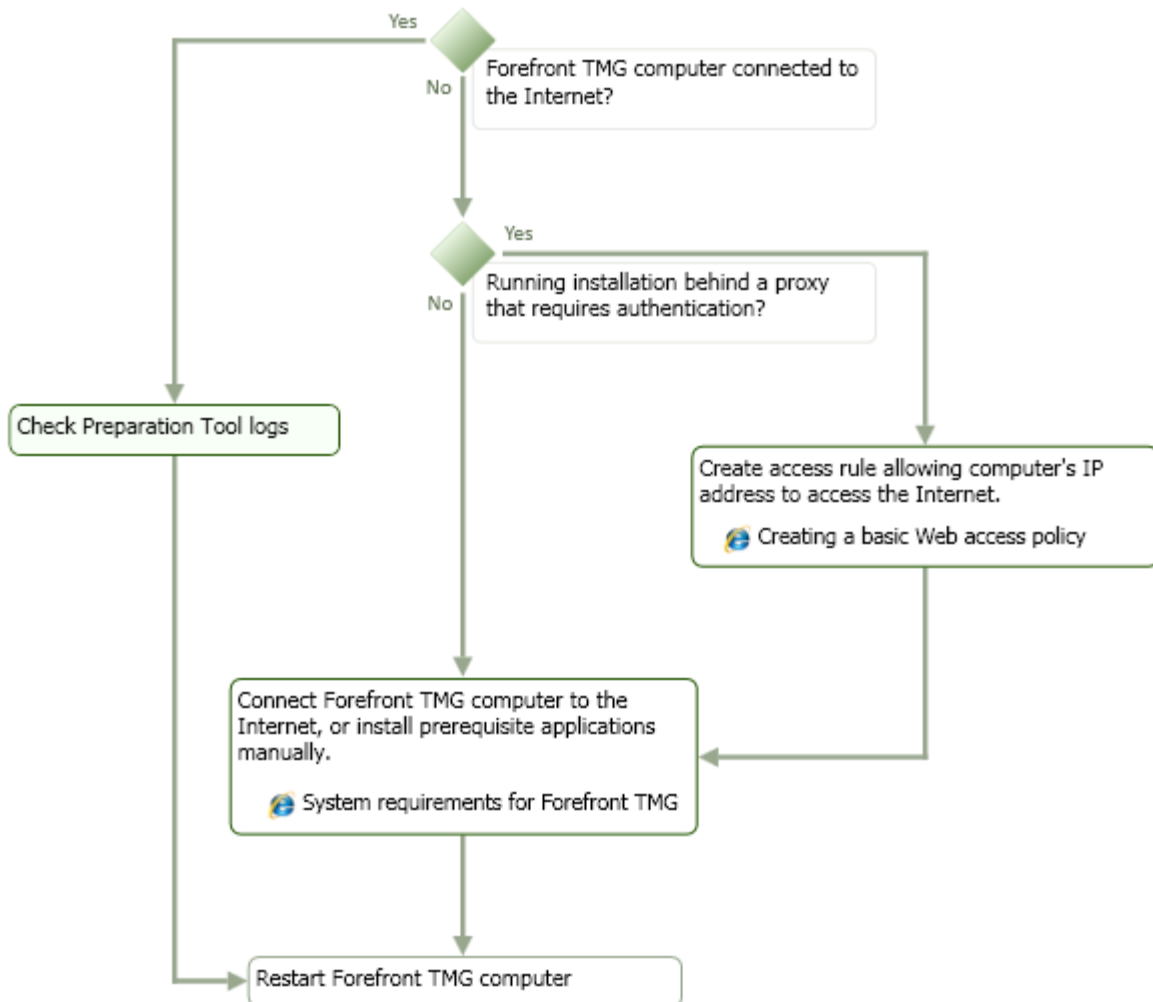 Yes
Forefront TMG computer connected to
the Internet?
No
Yes
Running installation behind a proxy
that requires authentication?
No
Check Preparation Tool logs
Create access rule allowing computer's IP
address to access the Internet.
Creating a basic Web access policy
Connect Forefront TMG computer to the
Internet, or install prerequisite applications
manually.
System requirements for Forefront TMG
Restart Forefront TMG computer